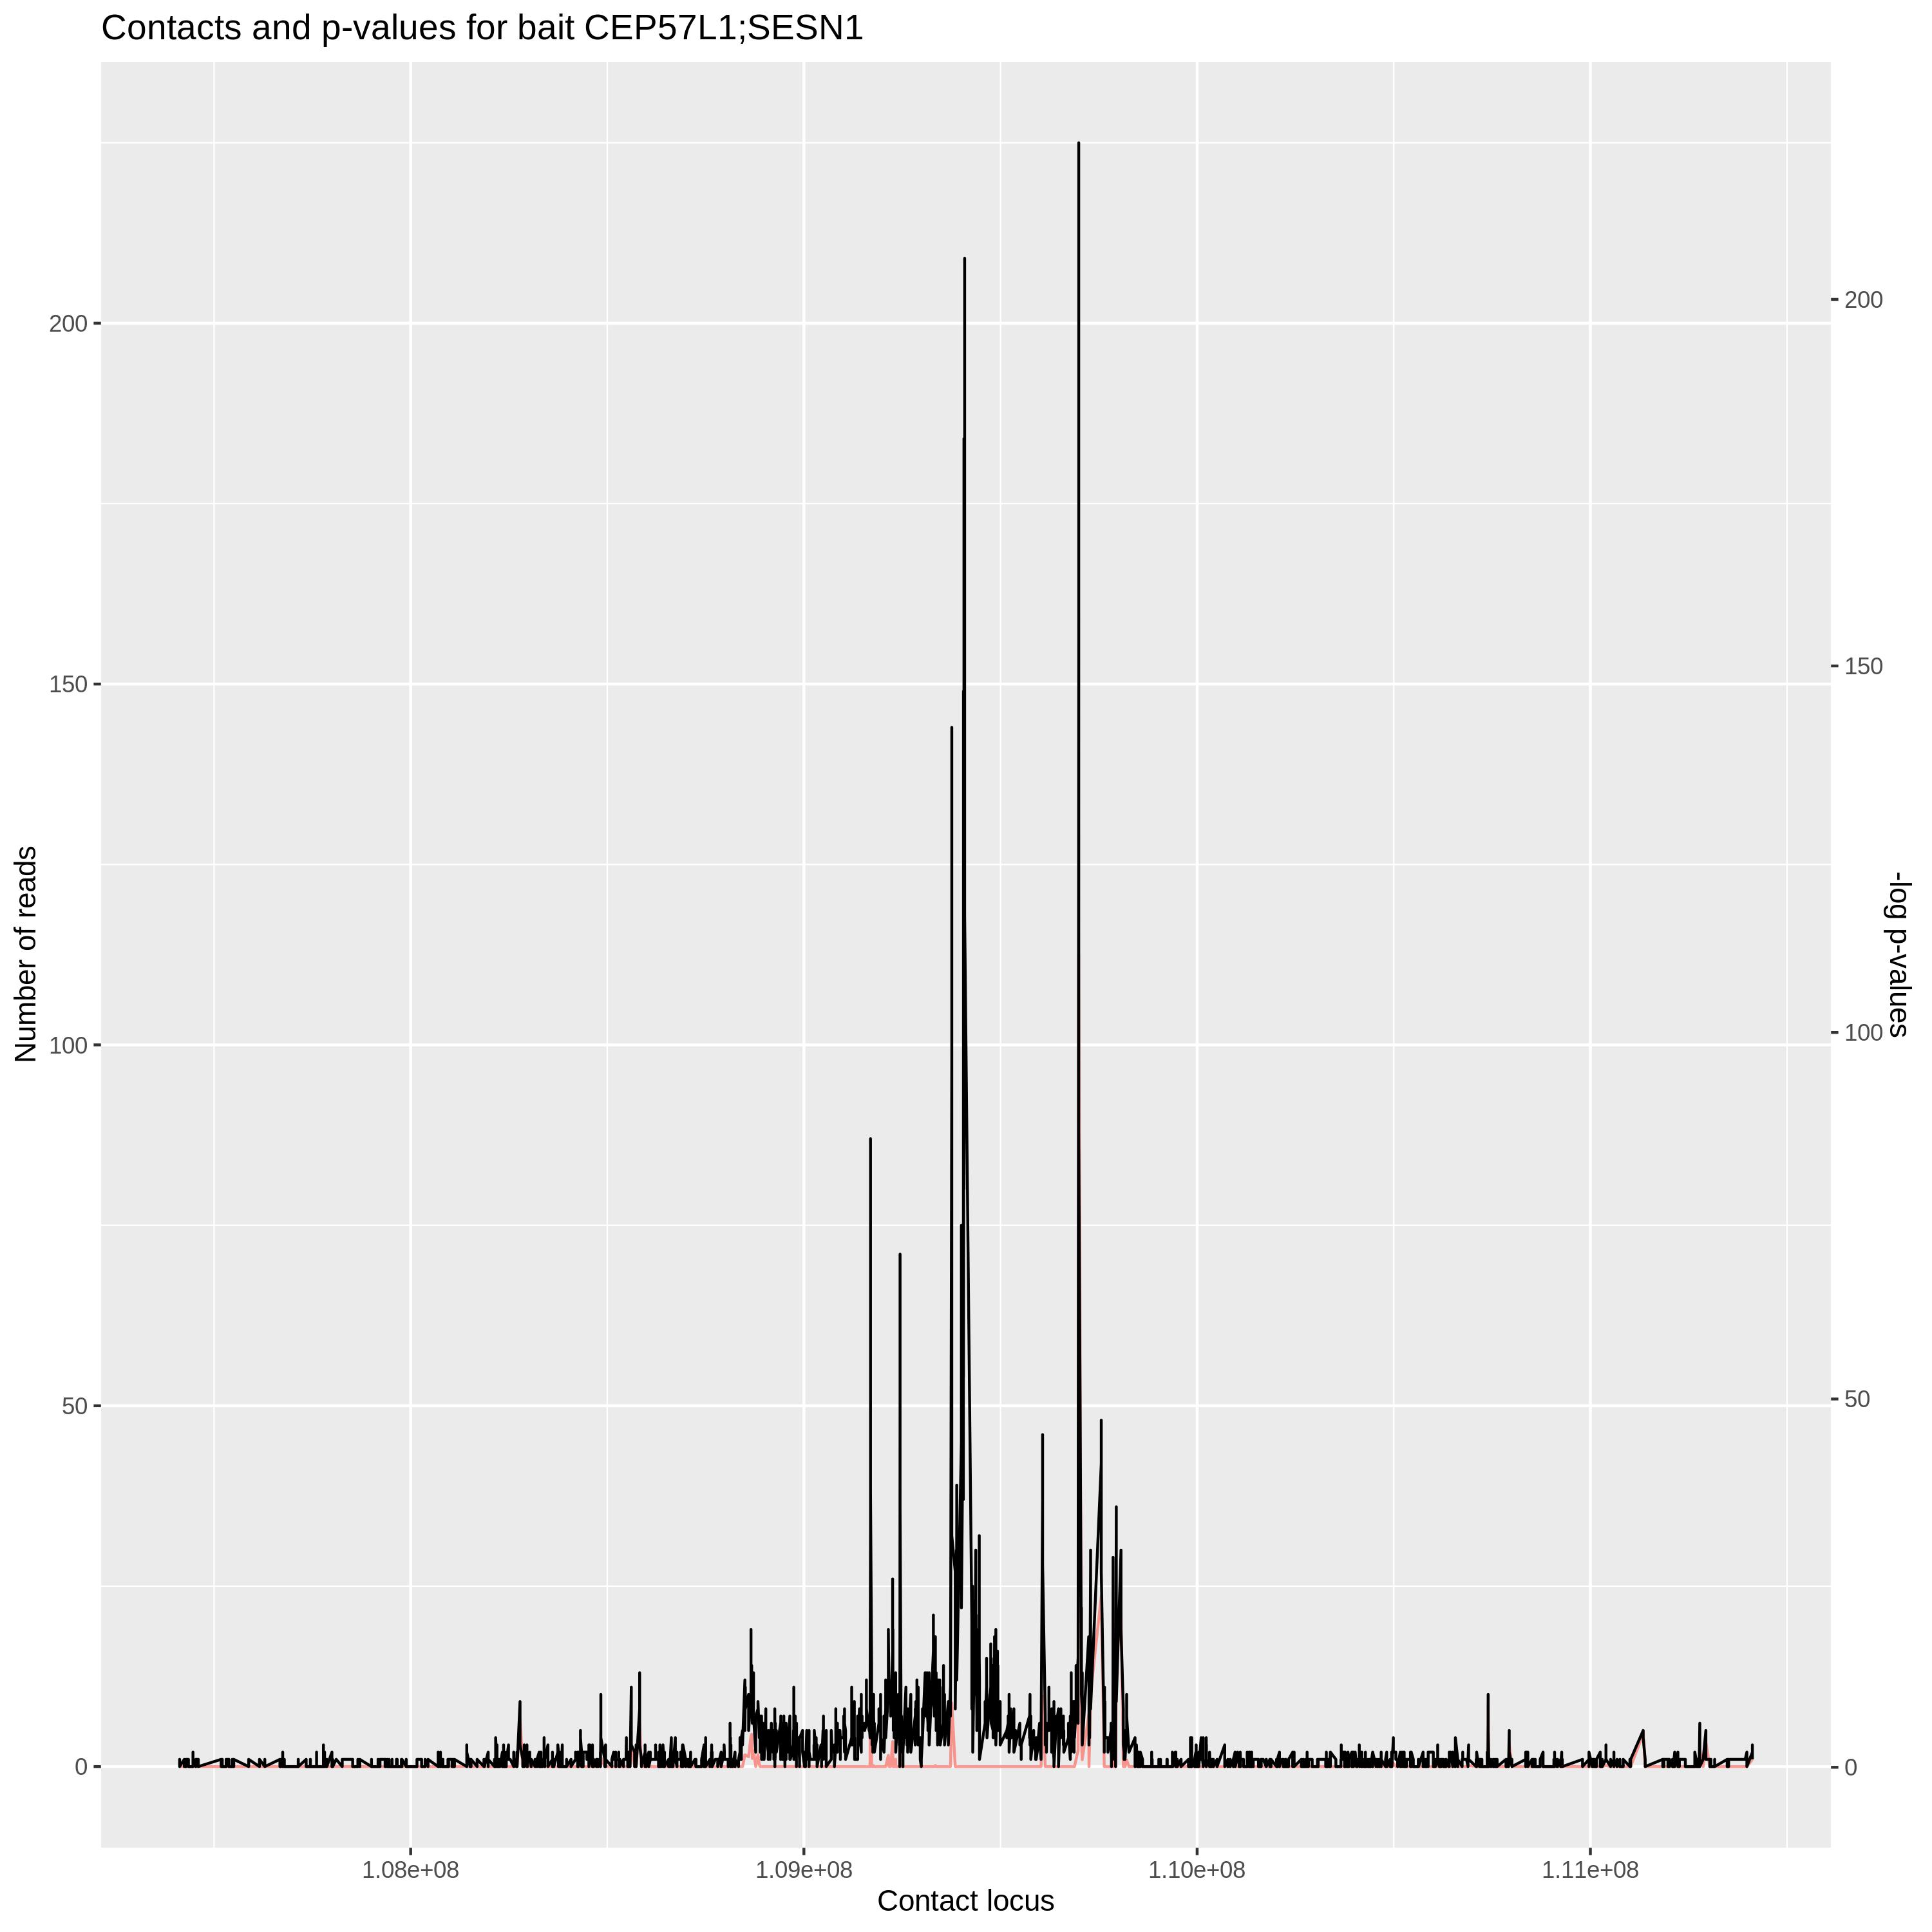 Contacts and p-values for bait CEP57L1;SESN1
200
150
100
50
0
Number of reads
200
150
100
50
0
-log p-values
1.08e+08 1.09e+08 1.10e+08 1.11e+08
Contact locus